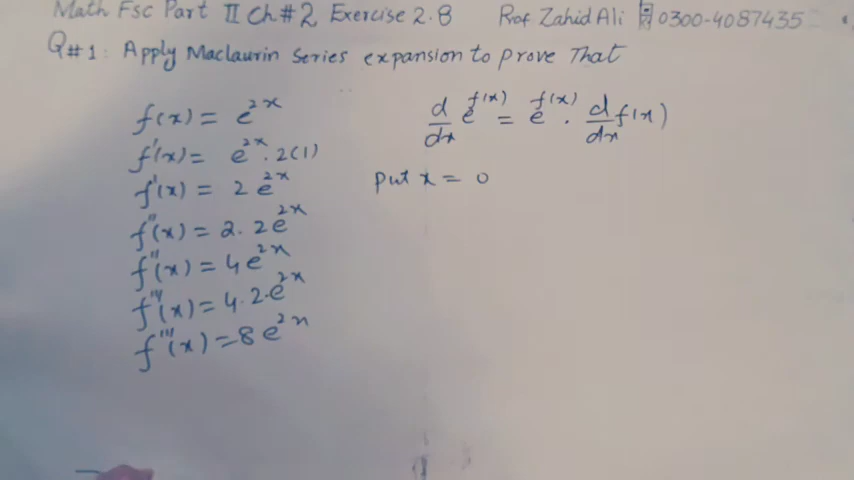 Math Fsc Part II Ch#2 Exercise 2.8 Prof Zahid Ali 0300-4087435
Q#1: Apply Maclaurin Series expansion to prove That
f(x) = e^2x
d/dx e^f(x) = e^f(x) . d/dx f(x)
f'(x) = e^2x . 2(1)
f'(x) = 2 e^2x
put x = 0
f''(x) = 2. 2e^2x
f''(x) = 4e^2x
f'''(x) = 4.2.e^2x
f'''(x) = 8e^2x